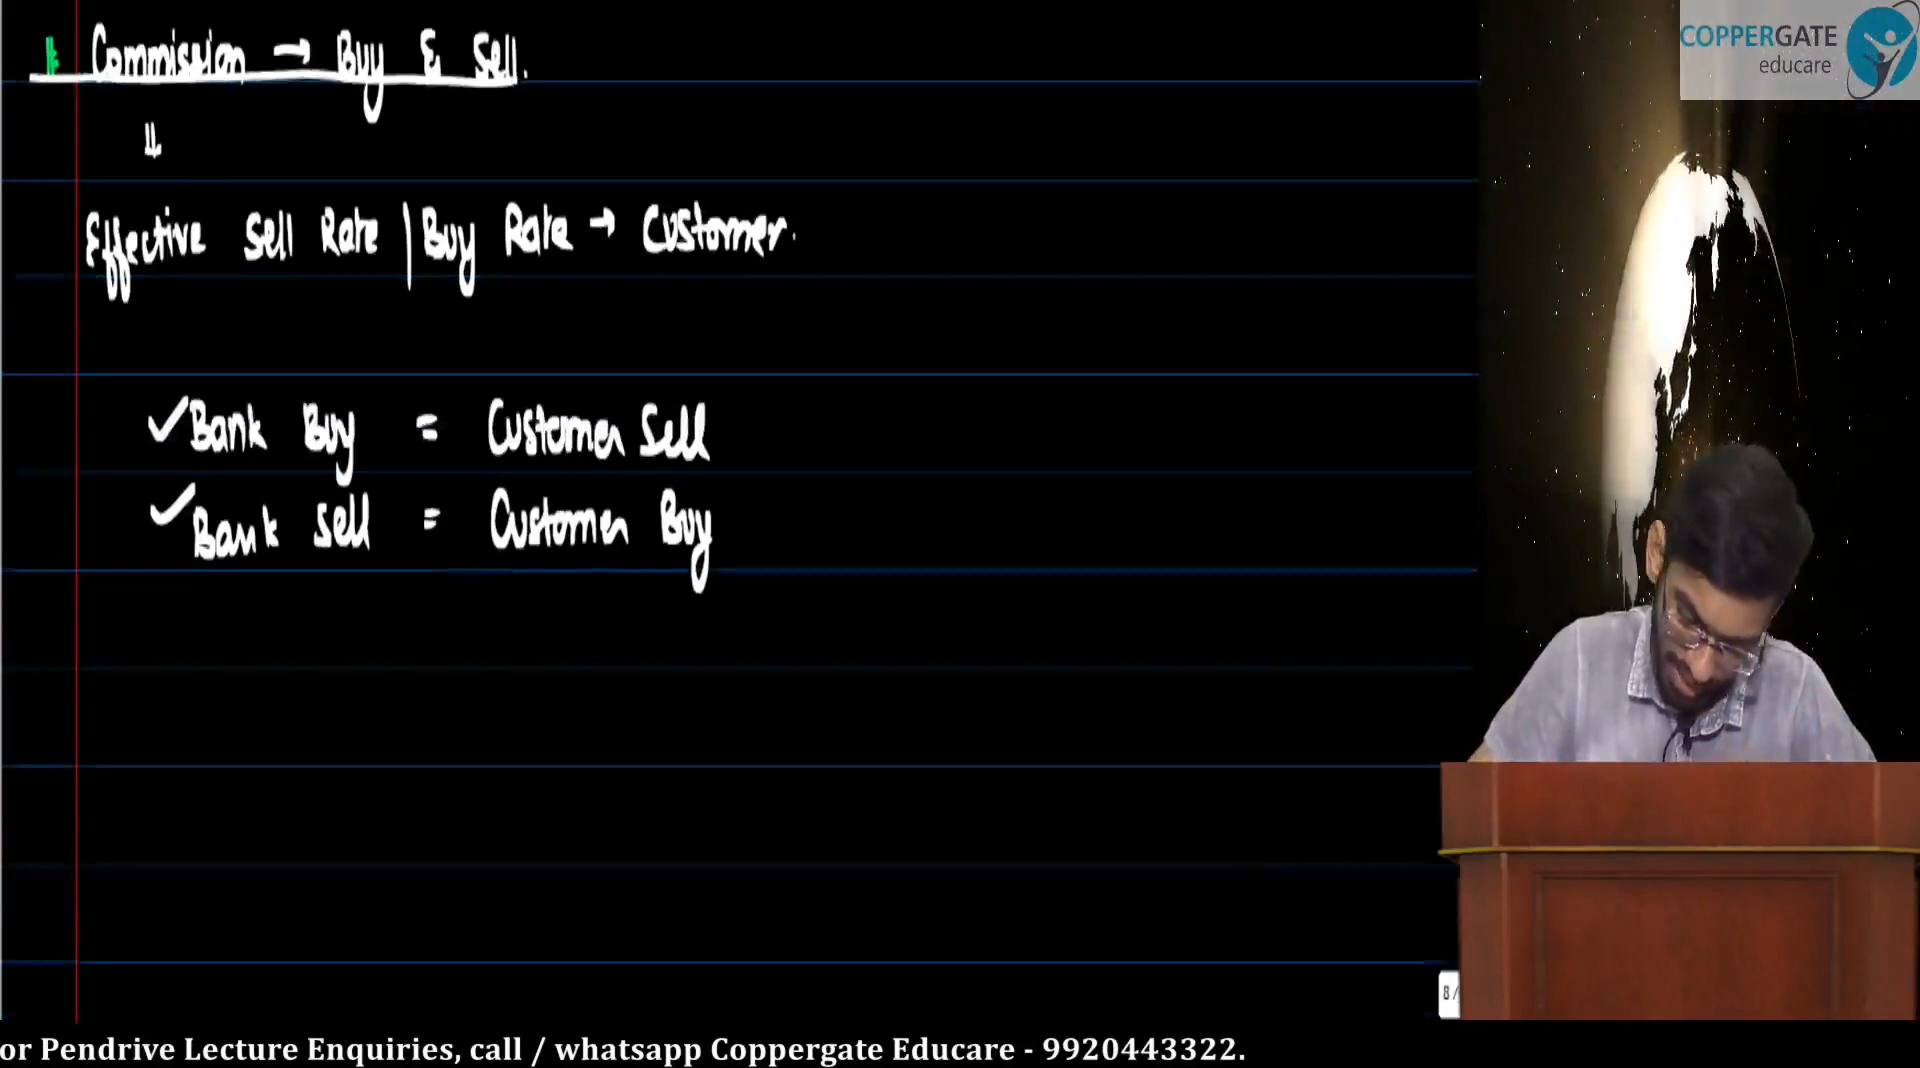 Commission → Buy & Sell.
⇓
Effective Sell Rate | Buy Rate → Customer.
✓ Bank Buy = Customer Sell
✓ Bank Sell = Customer Buy
COPPERGATE
educare
8/
or Pendrive Lecture Enquiries, call / whatsapp Coppergate Educare - 9920443322.